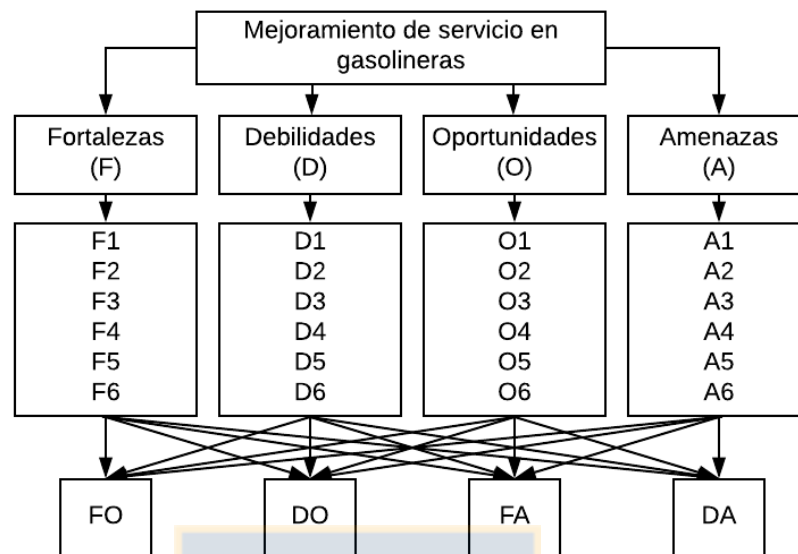 Mejoramiento de servicio en
gasolineras
Fortalezas
(F)
Debilidades
(D)
Oportunidades
(O)
Amenazas
(A)
F1
F2
F3
F4
F5
F6
D1
D2
D3
D4
D5
D6
O1
O2
O3
O4
O5
O6
A1
A2
A3
A4
A5
A6
FO
DO
FA
DA